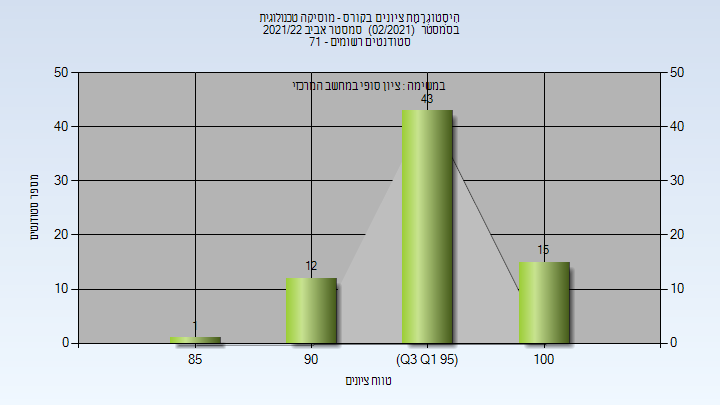 היסטוגרמת ציונים בקורס - מוסיקה טכנולוגית
בסמסטר (02/2021) סמסטר אביב 2021/22
סטודנטים רשומים - 71
במשימה : ציון סופי במחשב המרכזי
50
40
30
20
10
0
50
40
30
20
10
0
מספר סטודנטים
1
12
43
15
85
90
(Q3 Q1 95)
100
טווח ציונים